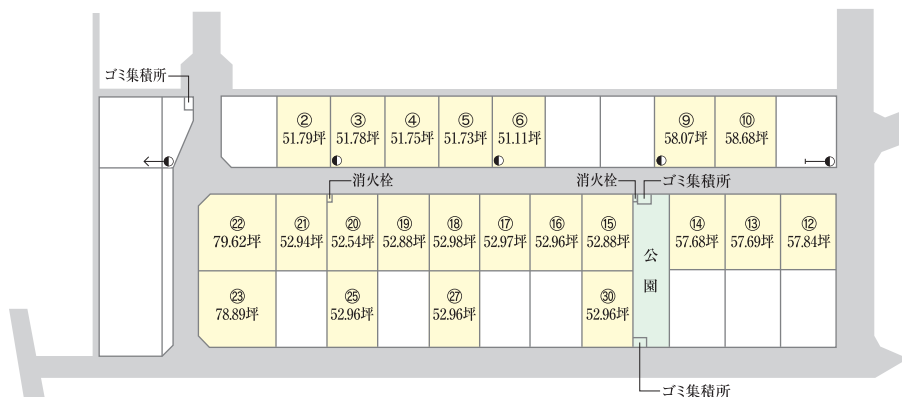 ゴミ集積所
②
51.79坪
③
51.78坪
④
51.75坪
⑤
51.73坪
⑥
51.11坪
⑨
58.07坪
⑩
58.68坪
消火栓
消火栓
ゴミ集積所
㉒
79.62坪
㉑
52.94坪
⑳
52.54坪
⑲
52.88坪
⑱
52.98坪
⑰
52.97坪
⑯
52.96坪
⑮
52.88坪
公園
⑭
57.68坪
⑬
57.69坪
⑫
57.84坪
㉓
78.89坪
㉕
52.96坪
㉗
52.96坪
㉚
52.96坪
ゴミ集積所